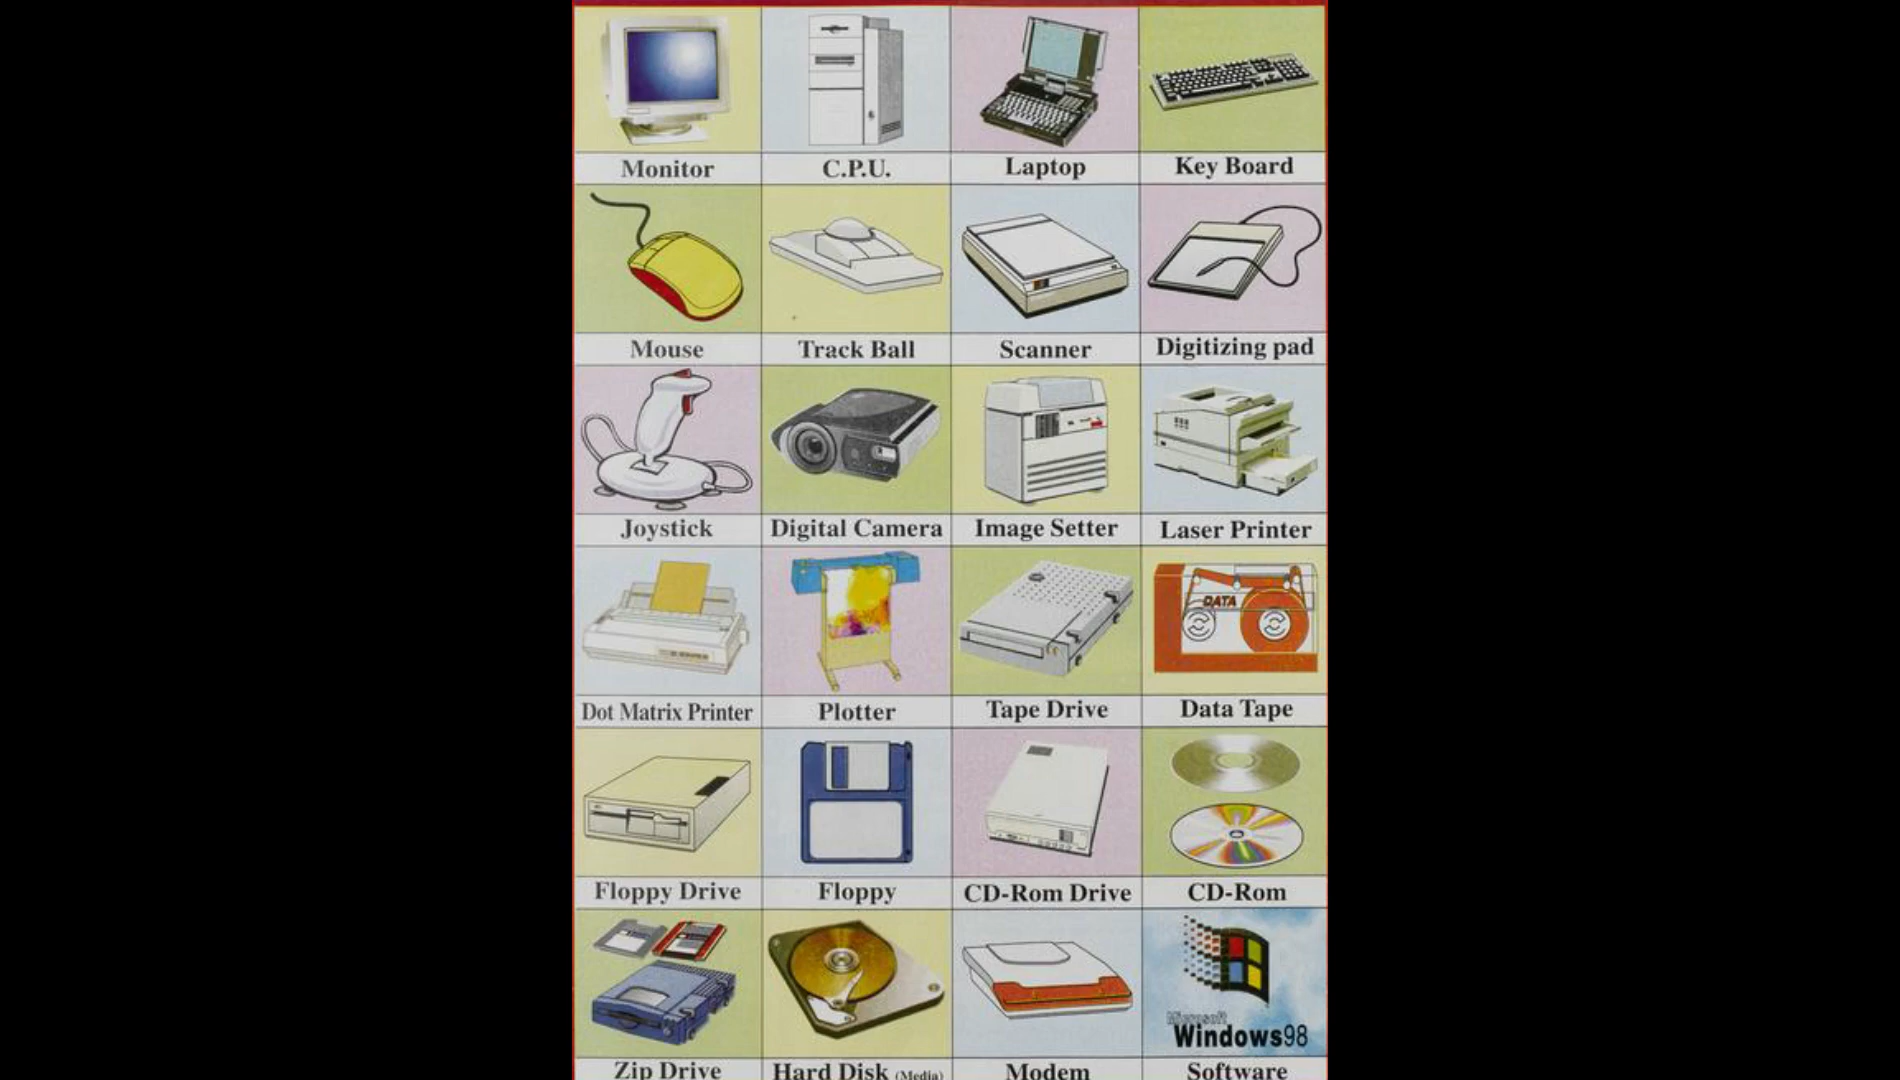 Monitor
C.P.U.
Laptop
Key Board
Mouse
Track Ball
Scanner
Digitizing pad
Joystick
Digital Camera
Image Setter
Laser Printer
DATA
Dot Matrix Printer
Plotter
Tape Drive
Data Tape
Floppy Drive
Floppy
CD-Rom Drive
CD-Rom
Microsoft
Windows98
Zip Drive
Hard Disk (Media)
Modem
Software